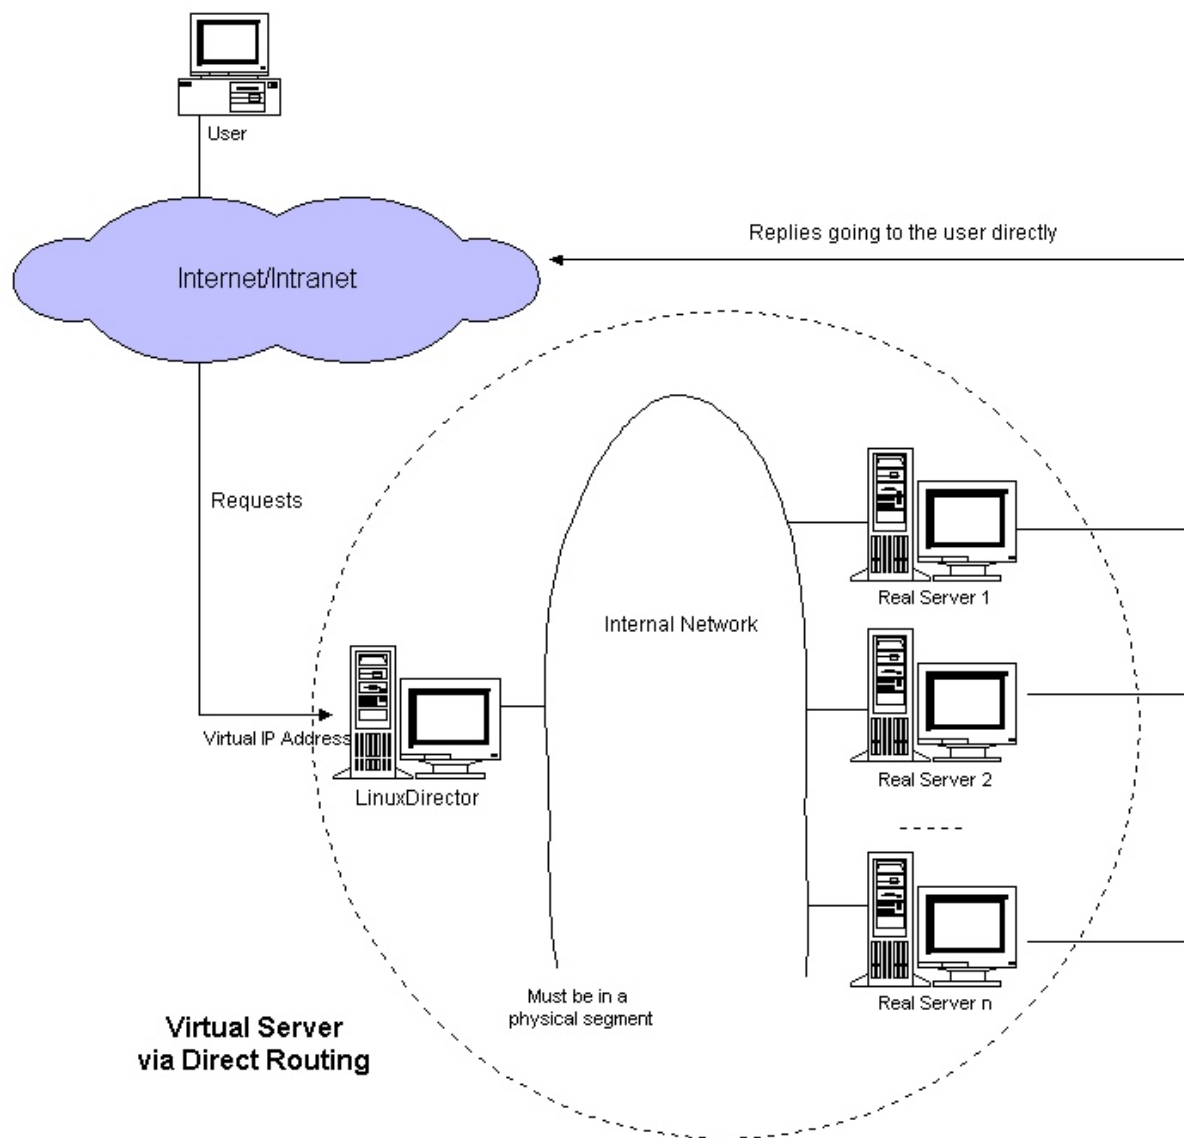 User
Replies going to the user directly
Internet/Intranet
Requests
Real Server 1
Internal Network
Virtual IP Address
LinuxDirector
Real Server 2
Must be in a
physical segment
Real Server n
Virtual Server
via Direct Routing